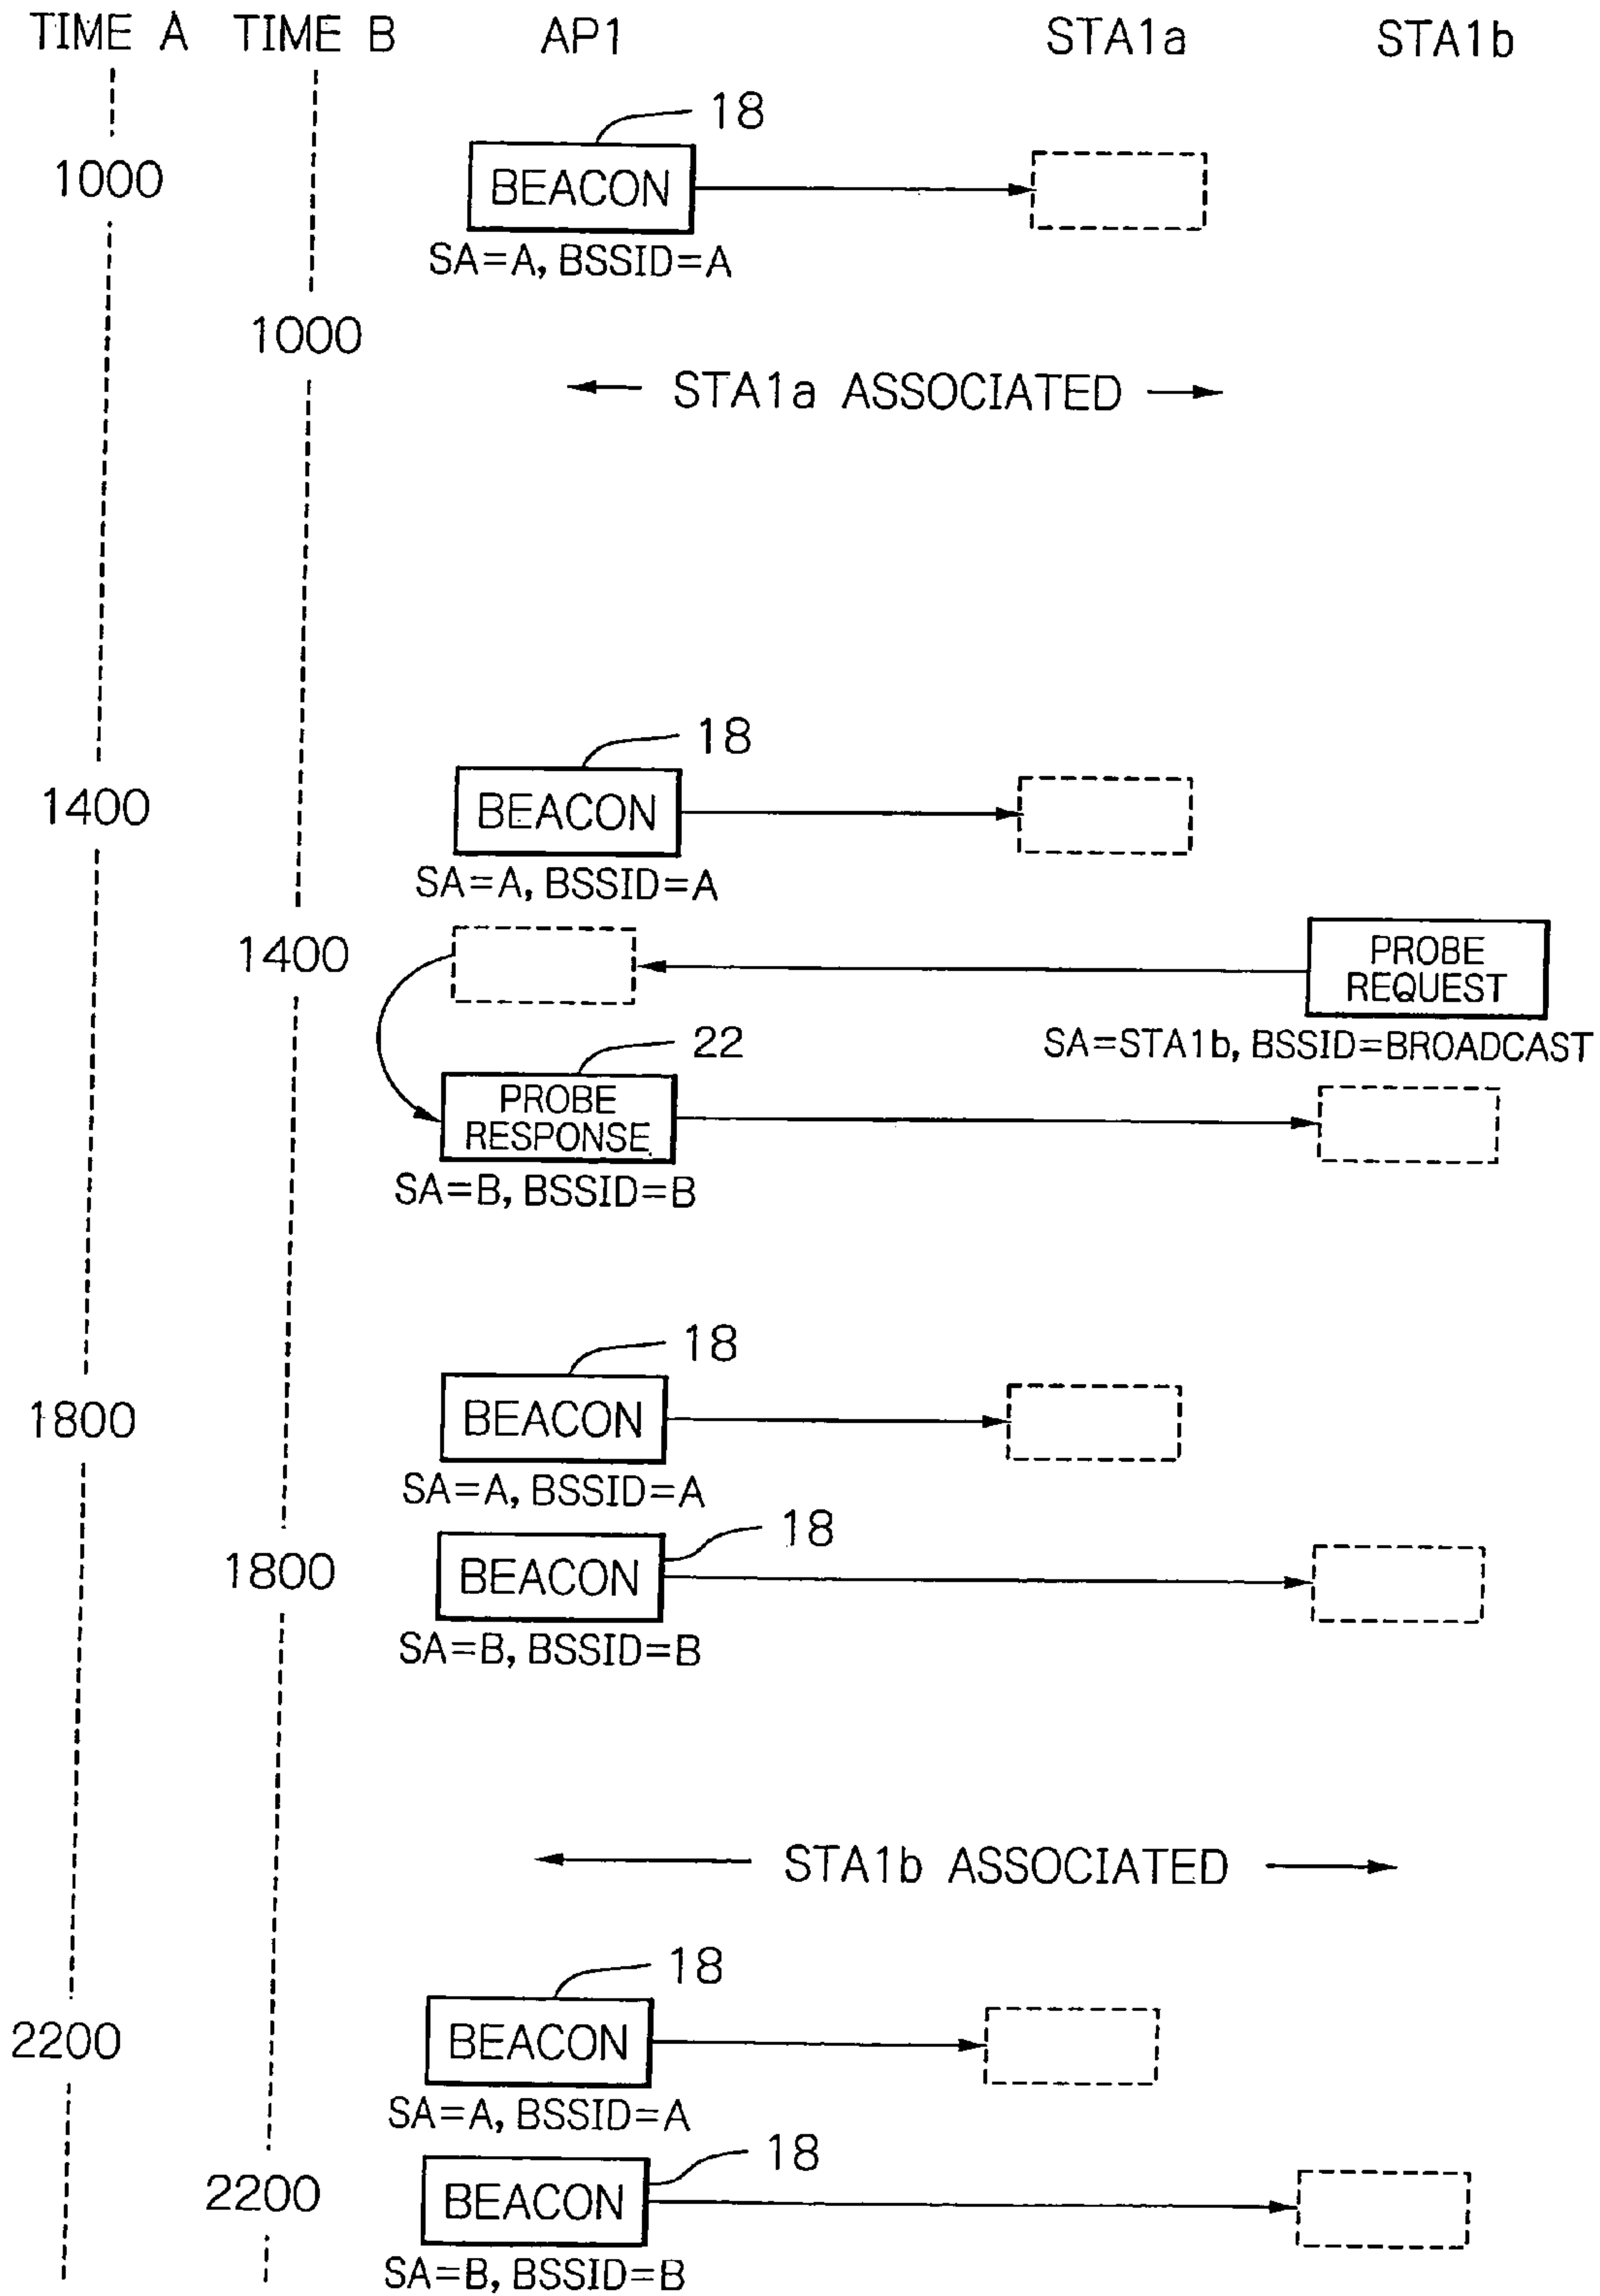 TIME A TIME B AP1 STA1a STA1b
18
1000 BEACON
SA=A, BSSID=A
1000
STA1a ASSOCIATED
18
1400 BEACON
SA=A, BSSID=A
1400 PROBE
REQUEST
SA=STA1b, BSSID=BROADCAST
22
PROBE
RESPONSE
SA=B, BSSID=B
18
1800 BEACON
SA=A, BSSID=A
18
1800 BEACON
SA=B, BSSID=B
STA1b ASSOCIATED
18
2200 BEACON
SA=A, BSSID=A
18
2200 BEACON
SA=B, BSSID=B